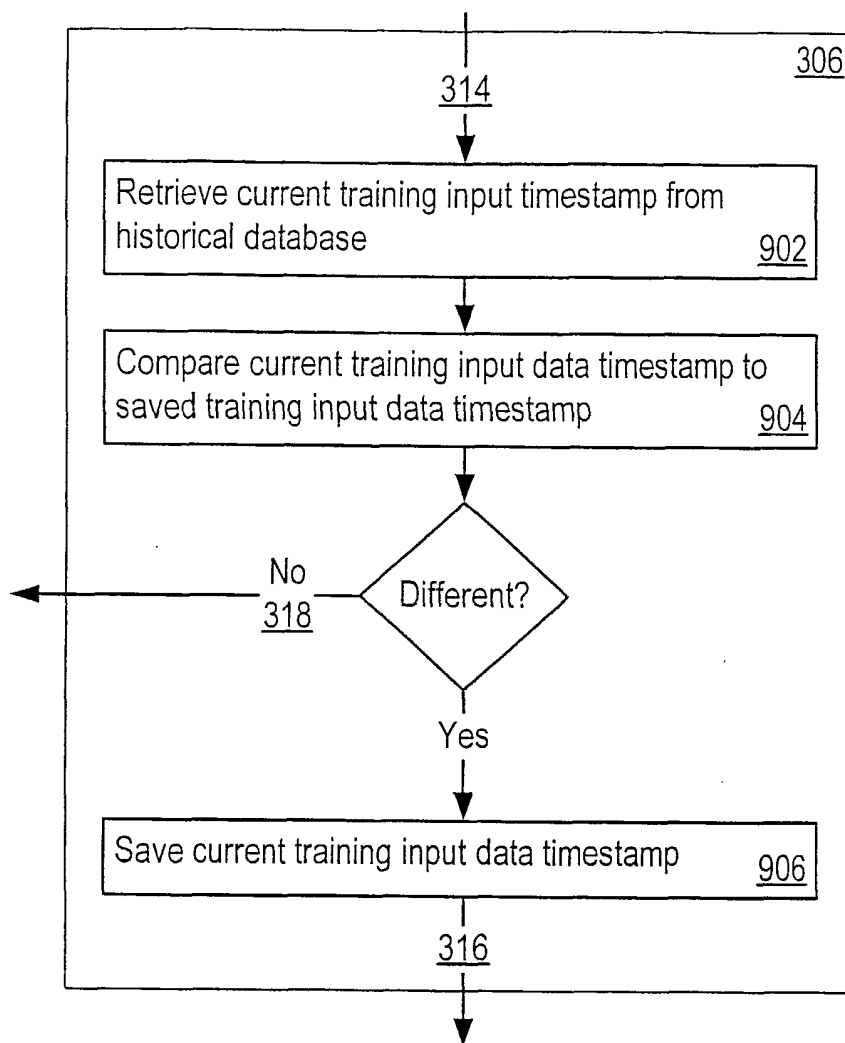 306
314
Retrieve current training input timestamp from
historical database
902
Compare current training input data timestamp to
saved training input data timestamp
904
No
318
Different?
Yes
Save current training input data timestamp
906
316